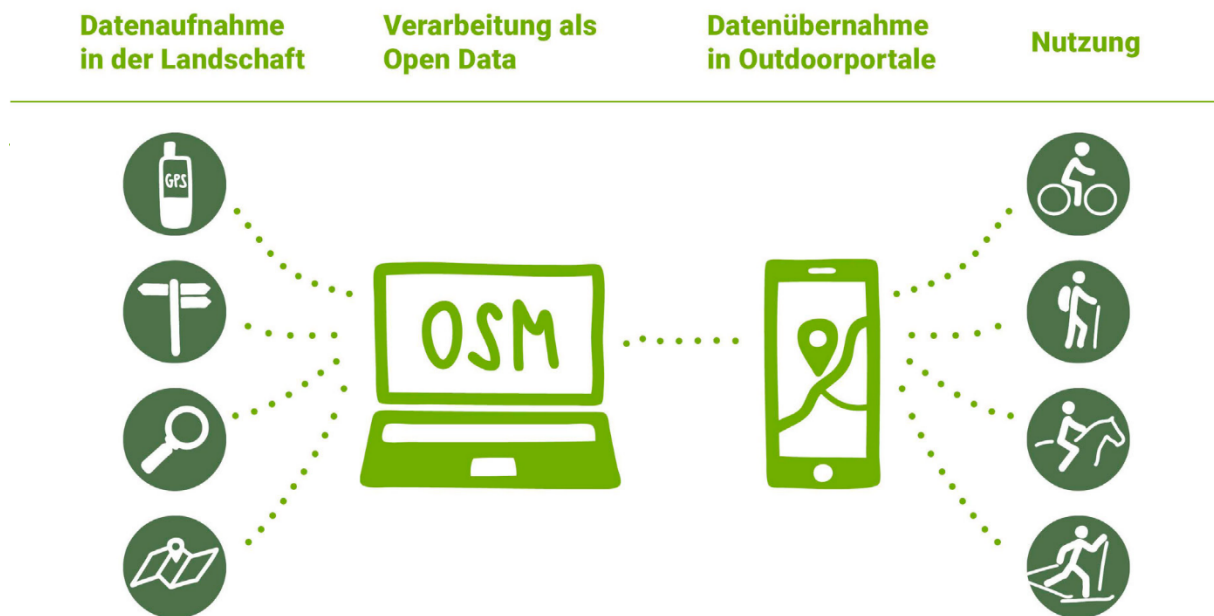 Datenaufnahme
in der Landschaft
Verarbeitung als
Open Data
Datenübernahme
in Outdoorportale
Nutzung
GPS
OSM